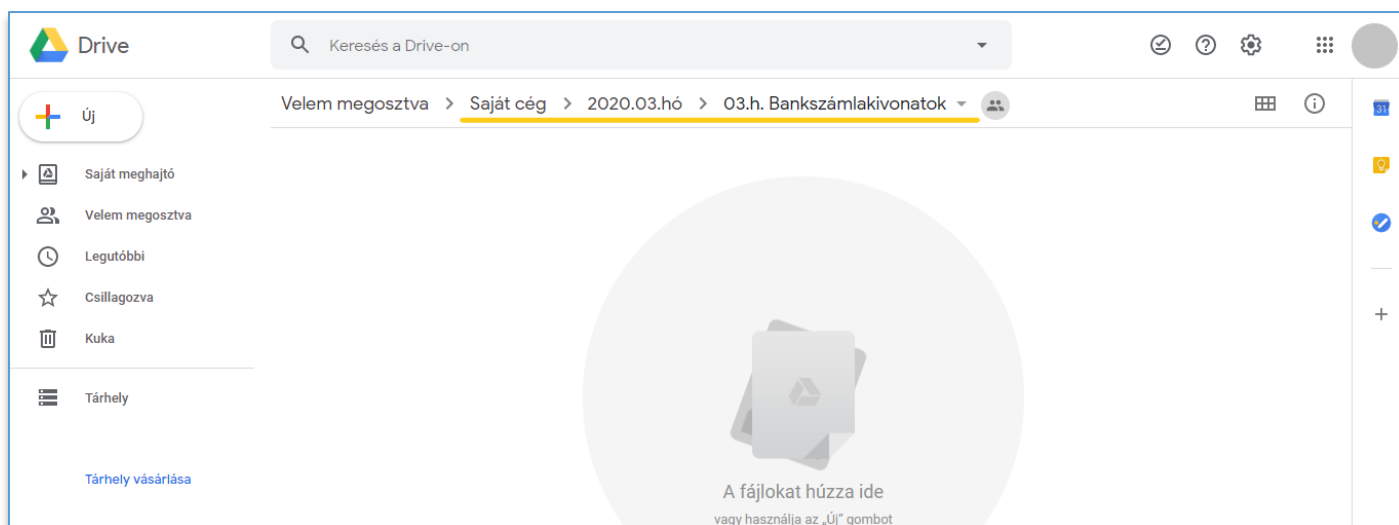 Drive
Keresés a Drive-on
Új
Velem megosztva > Saját cég > 2020.03.hó > 03.h. Bankszámlakivonatok
31
Saját meghajtó
Velem megosztva
Legutóbbi
Csillagozva
Kuka
Tárhely
Tárhely vásárlása
A fájlokat húzza ide
vagy használja az „Új” gombot